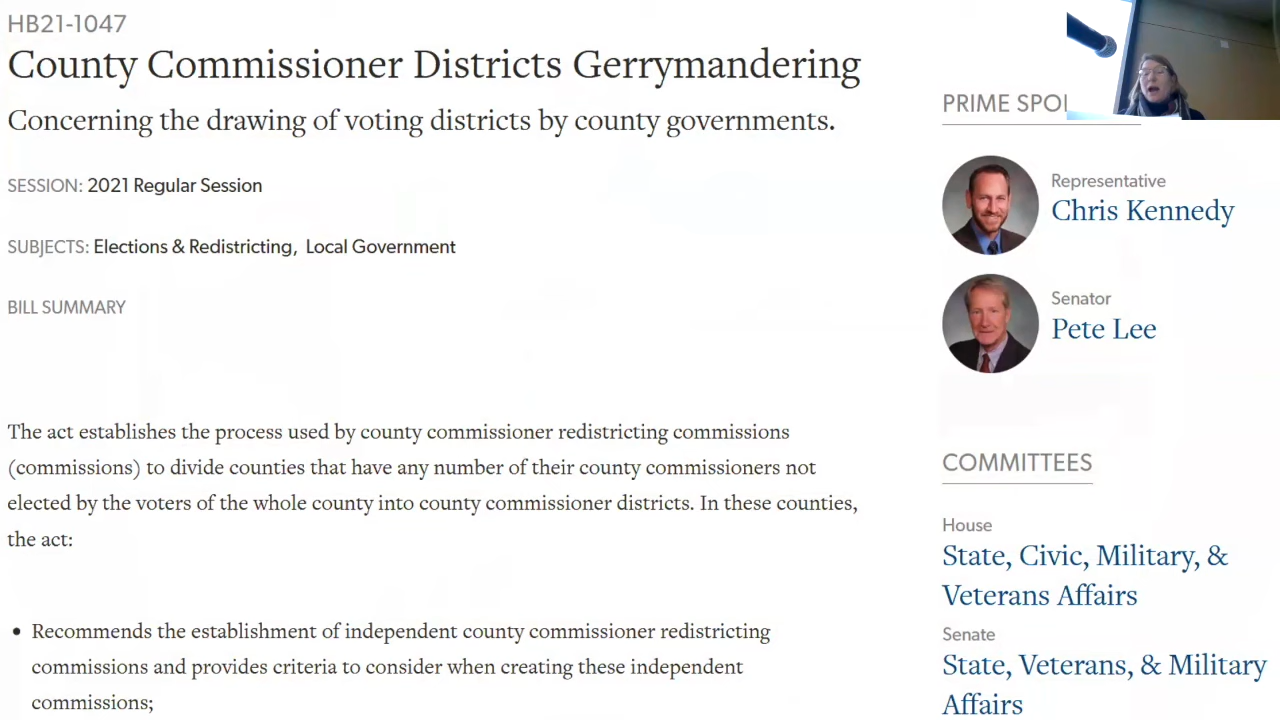 HB21-1047
County Commissioner Districts Gerrymandering
Concerning the drawing of voting districts by county governments.
SESSION: 2021 Regular Session
SUBJECTS: Elections & Redistricting, Local Government
BILL SUMMARY
The act establishes the process used by county commissioner redistricting commissions
(commissions) to divide counties that have any number of their county commissioners not
elected by the voters of the whole county into county commissioner districts. In these counties,
the act:
• Recommends the establishment of independent county commissioner redistricting
commissions and provides criteria to consider when creating these independent
commissions;
PRIME
Representative
Chris Kennedy
Senator
Pete Lee
COMMITTEES
House
State, Civic, Military, &
Veterans Affairs
Senate
State, Veterans, & Military
Affairs